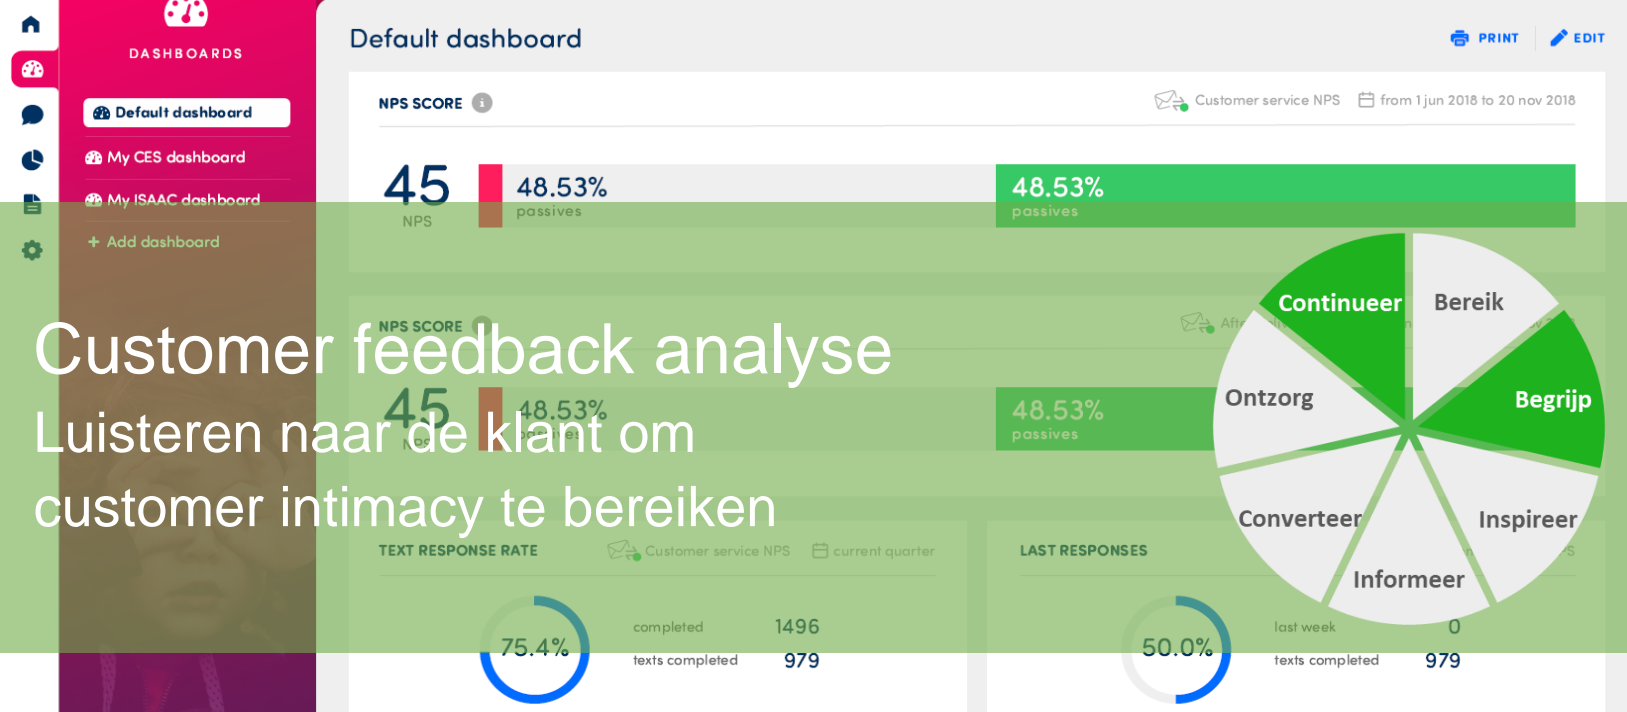 DASHBOARDS
Default dashboard
My CES dashboard
My ISAAC dashboard
+ Add dashboard
Default dashboard
PRINT
EDIT
NPS SCORE
Customer service NPS
from 1 jun 2018 to 20 nov 2018
45
NPS
48.53%
passives
48.53%
passives
NPS SCORE
45
48.53%
48.53%
passives
Customer feedback analyse
Luisteren naar de klant om
customer intimacy te bereiken
Continueer
Bereik
Begrijp
Inspireer
Informeer
Converteer
Ontzorg
TEXT RESPONSE RATE
Customer service NPS
current quarter
75.4%
completed 1496
texts completed 979
LAST RESPONSES
50.0%
last week 0
texts completed 979